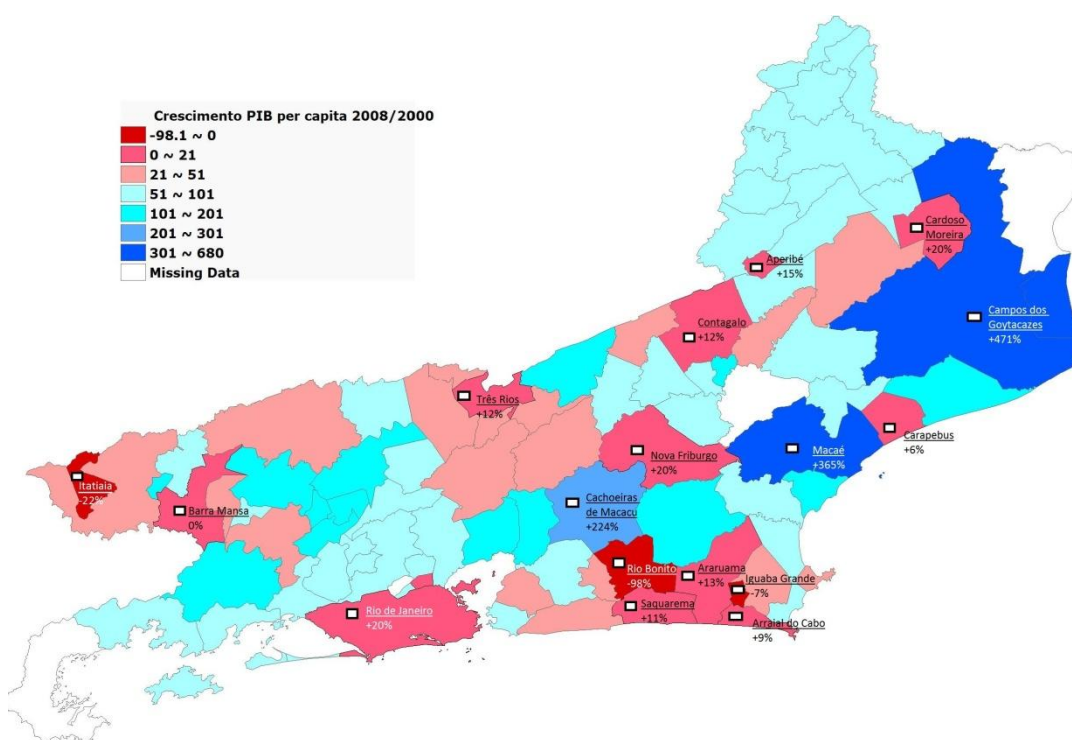 Crescimento PIB per capita 2008/2000
-98.1 ~ 0
0 ~ 21
21 ~ 51
51 ~ 101
101 ~ 201
201 ~ 301
301 ~ 680
Missing Data
Cardoso
Moreira
+20%
Aperibé
+15%
Campos dos
Goytacazes
+471%
Contagalo
+12%
Três Rios
+12%
Carapebus
+6%
Nova Friburgo
+20%
Macaé
+365%
Itatiaia
-22%
Barra Mansa
0%
Cachoeiras
de Macacu
+224%
Rio Bonito
-98%
Araruama
+13%
Iguaba Grande
-7%
Saquarema
+11%
Rio de Janeiro
+20%
Arraial do Cabo
+9%